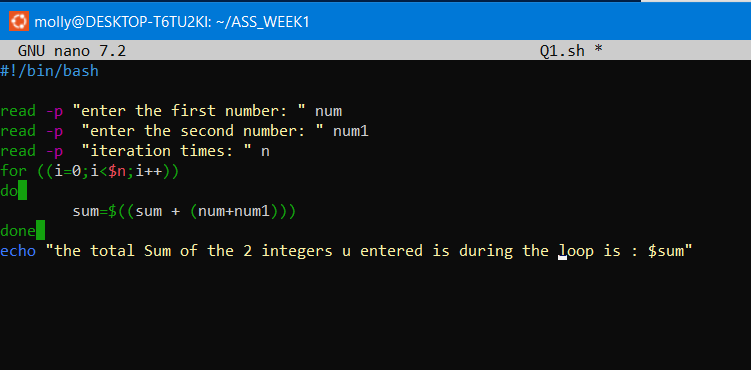 molly@DESKTOP-T6TU2KI: ~/ASS_WEEK1
GNU nano 7.2 Q1.sh *
#!/bin/bash
read -p "enter the first number: " num
read -p  "enter the second number: " num1
read -p  "iteration times: " n
for ((i=0;i<$n;i++))
do
        sum=$((sum + (num+num1)))
done
echo "the total Sum of the 2 integers u entered is during the loop is : $sum"